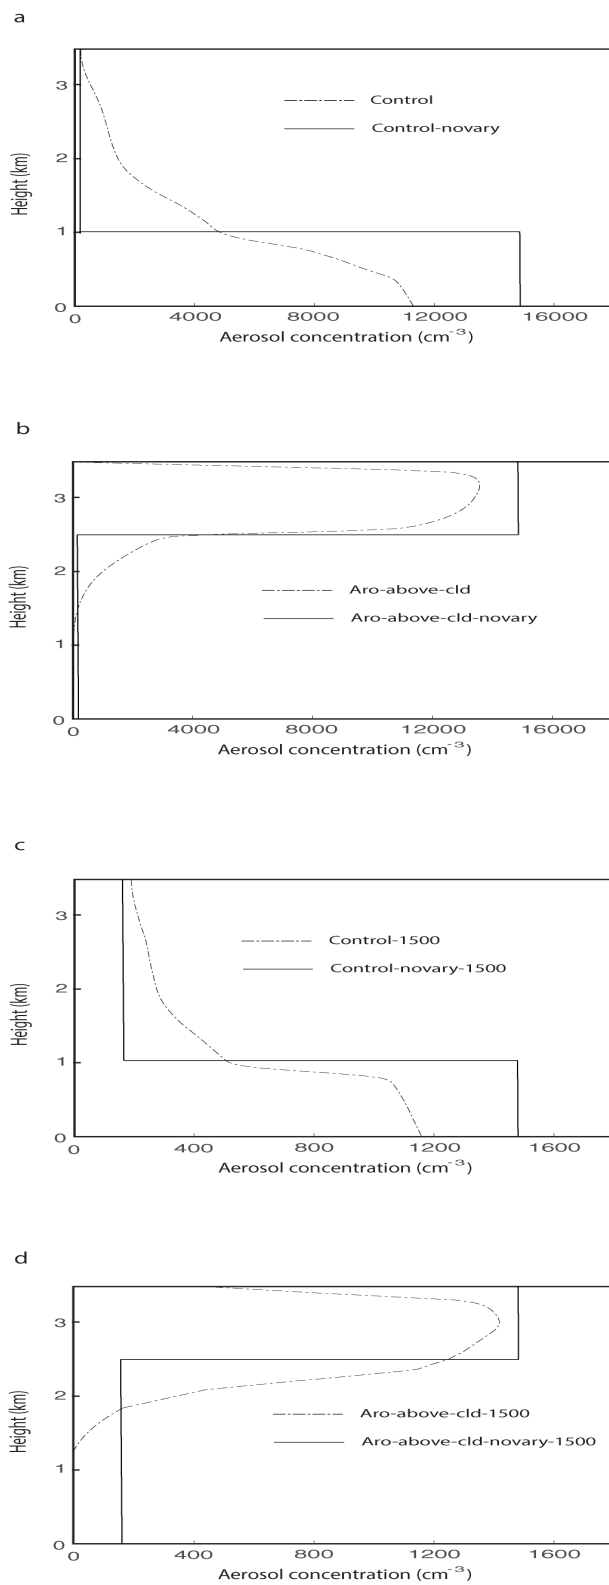 a
3
Control
Control-novary
2
Height (km)
1
0
0 4000 8000 12000 16000
Aerosol concentration (cm-3)
b
3
2
Aro-above-cld
Height (km)
Aro-above-cld-novary
1
0
0 4000 8000 12000 16000
Aerosol concentration (cm-3)
c
3
Control-1500
Control-novary-1500
2
Height (km)
1
0
0 400 800 1200 1600
Aerosol concentration (cm-3)
d
3
2
Aro-above-cld-1500
Height (km)
Aro-above-cld-novary-1500
1
0
0 400 800 1200 1600
Aerosol concentration (cm-3)